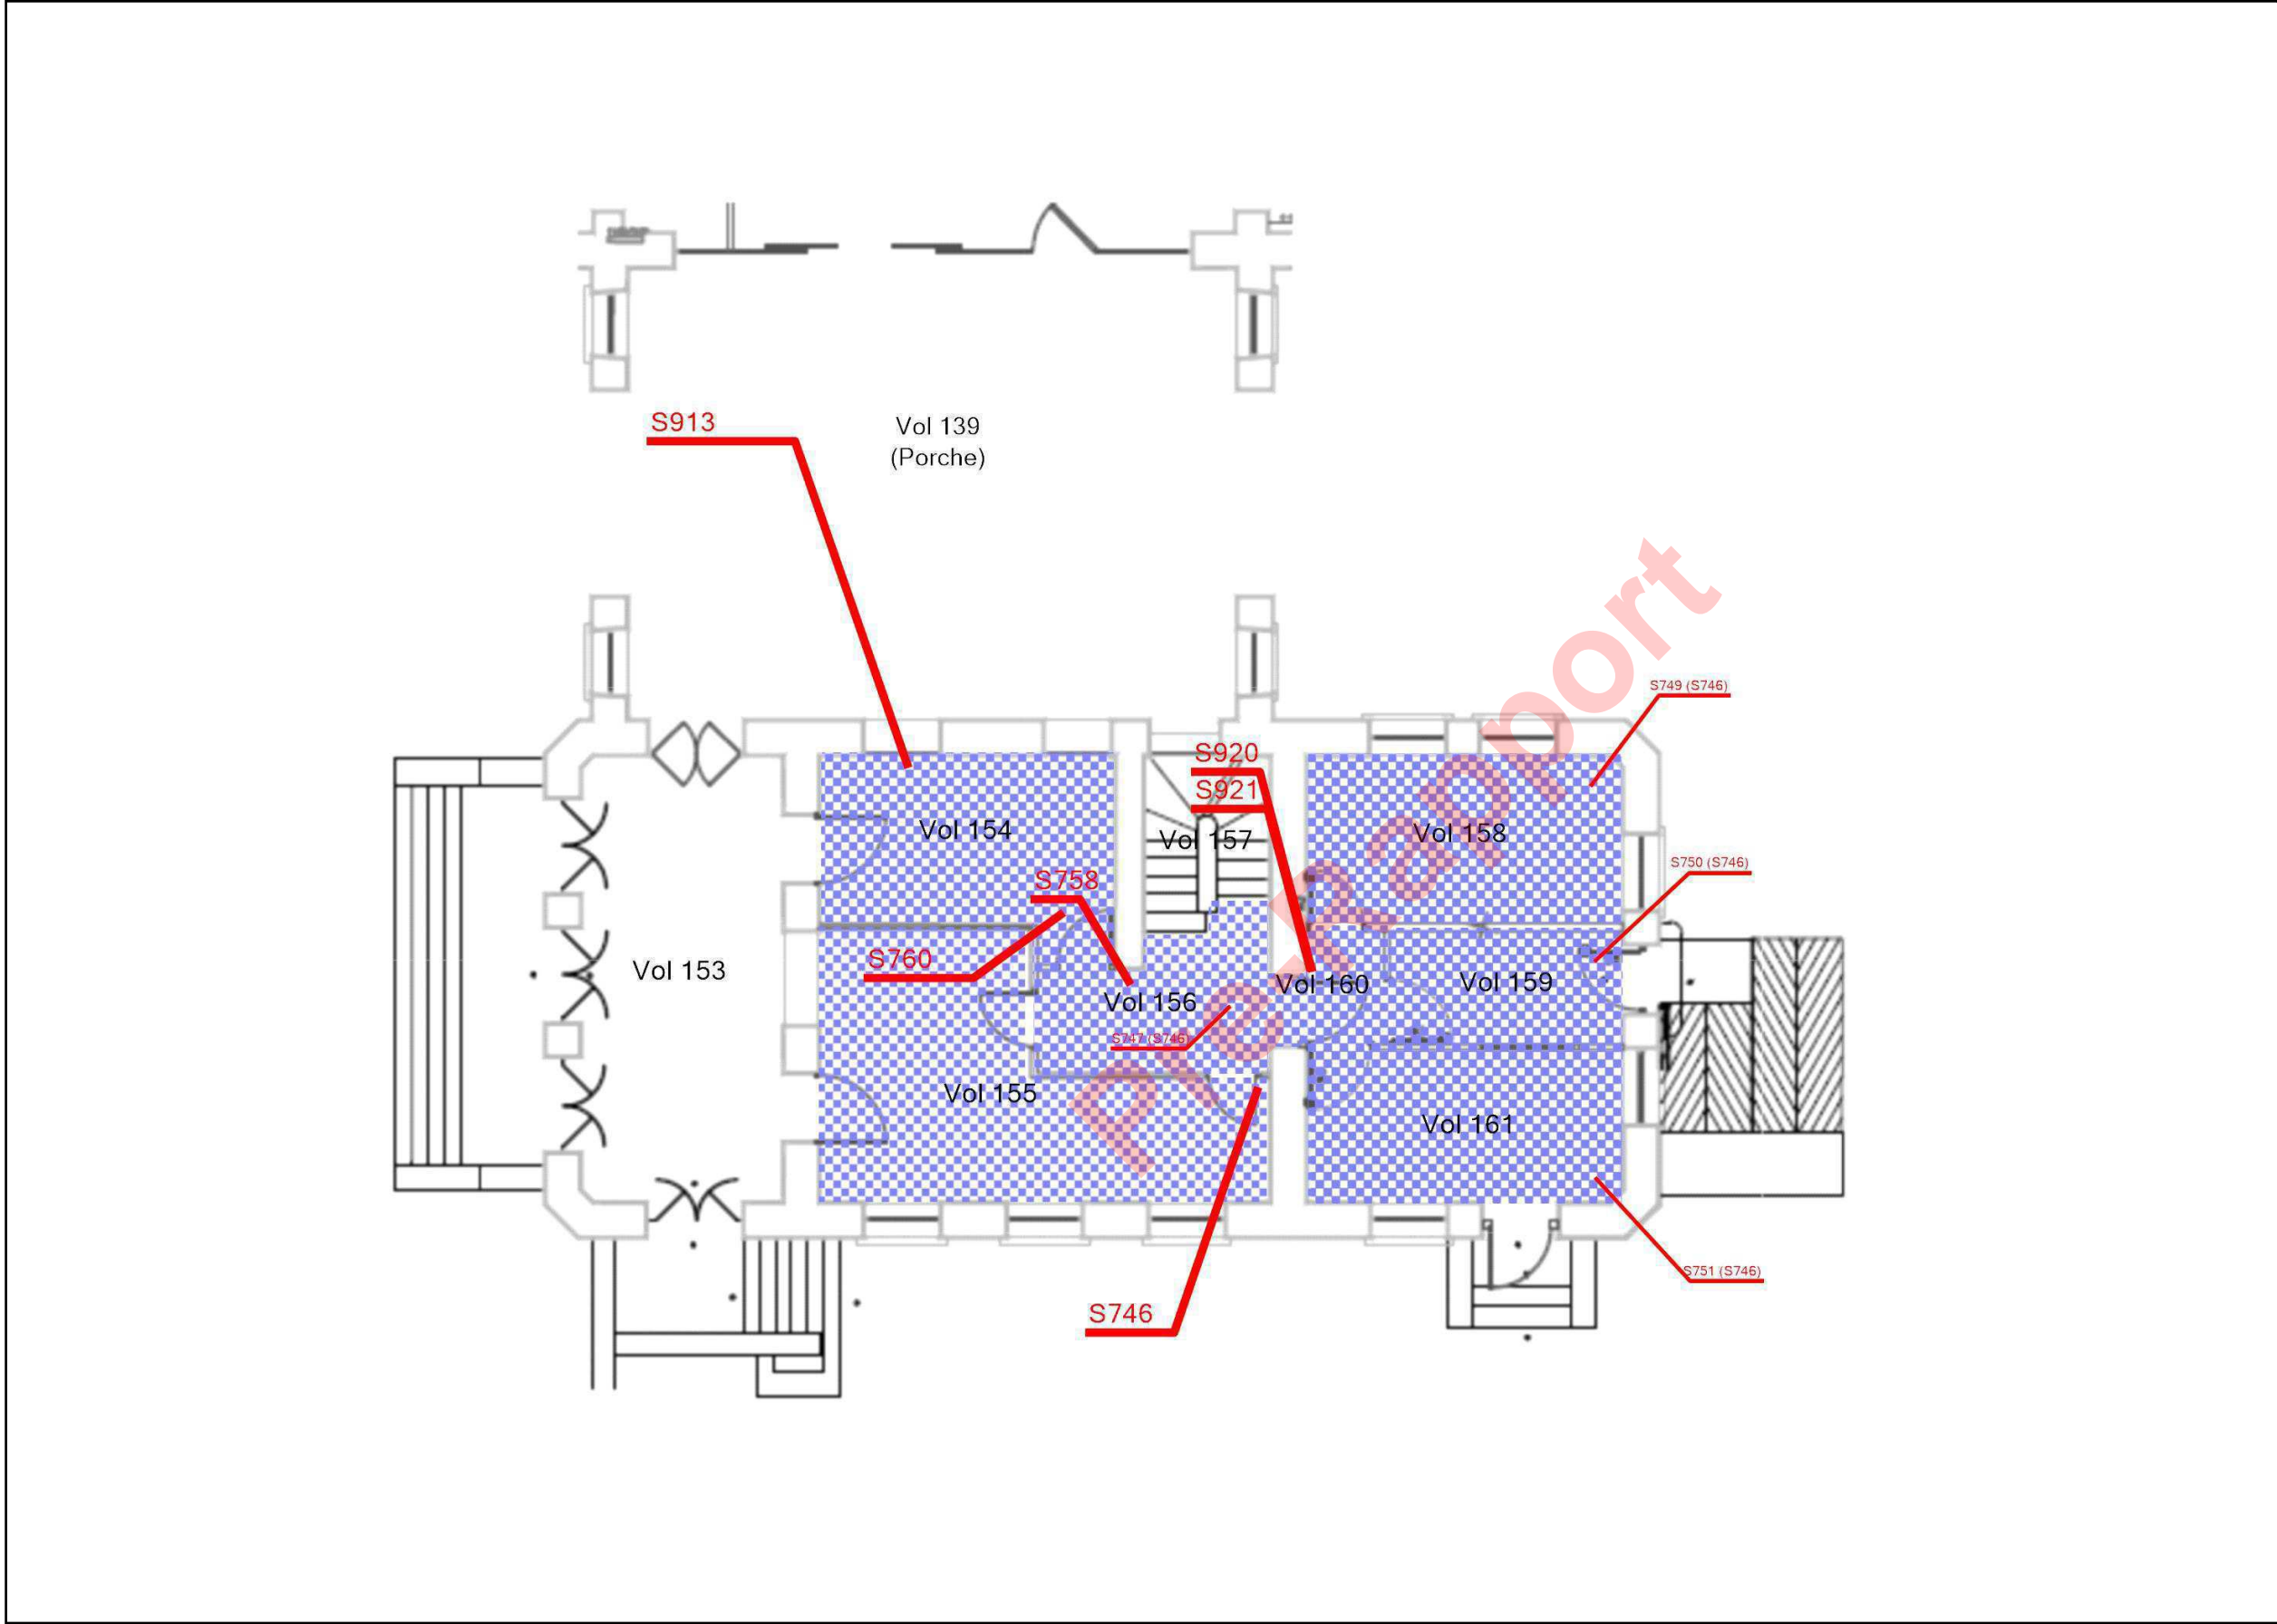 S913
Vol 139
(Porche)
S749 (S746)
S920
S921
Vol 154
Vol 157
Vol 158
S750 (S746)
S758
S760
Vol 153
Vol 156
Vol 160
Vol 159
S747 (S746)
Vol 155
Vol 161
S751 (S746)
S746
PreRapport